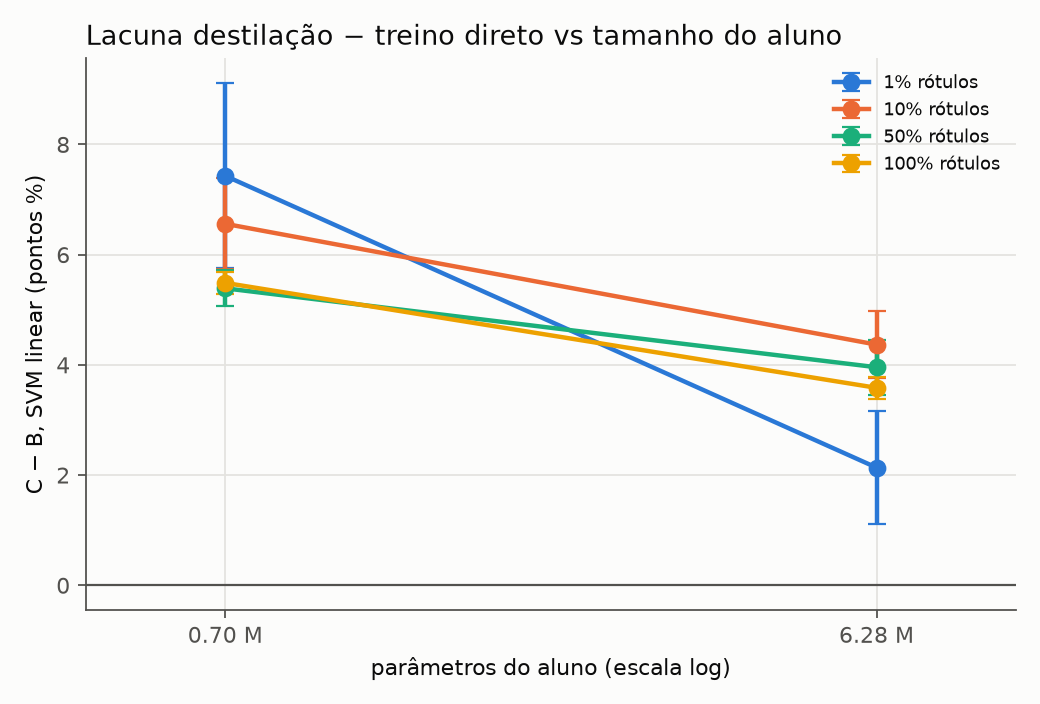 Lacuna destilação − treino direto vs tamanho do aluno
1% rótulos
10% rótulos
50% rótulos
100% rótulos
C − B, SVM linear (pontos %)
8
6
4
2
0
0.70 M
6.28 M
parâmetros do aluno (escala log)